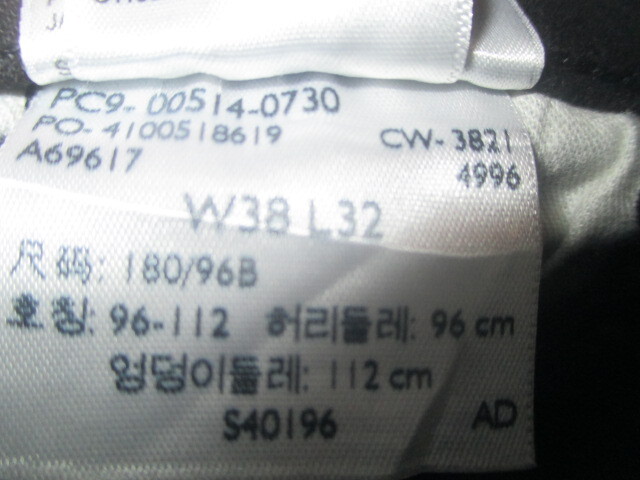 PC9-00514-0730
PO-4100518619 CW-3821
A69617 4996
W38 L32
尺码: 180/96B
호칭: 96-112 허리둘레: 96 cm
엉덩이둘레: 112 cm
S40196 AD